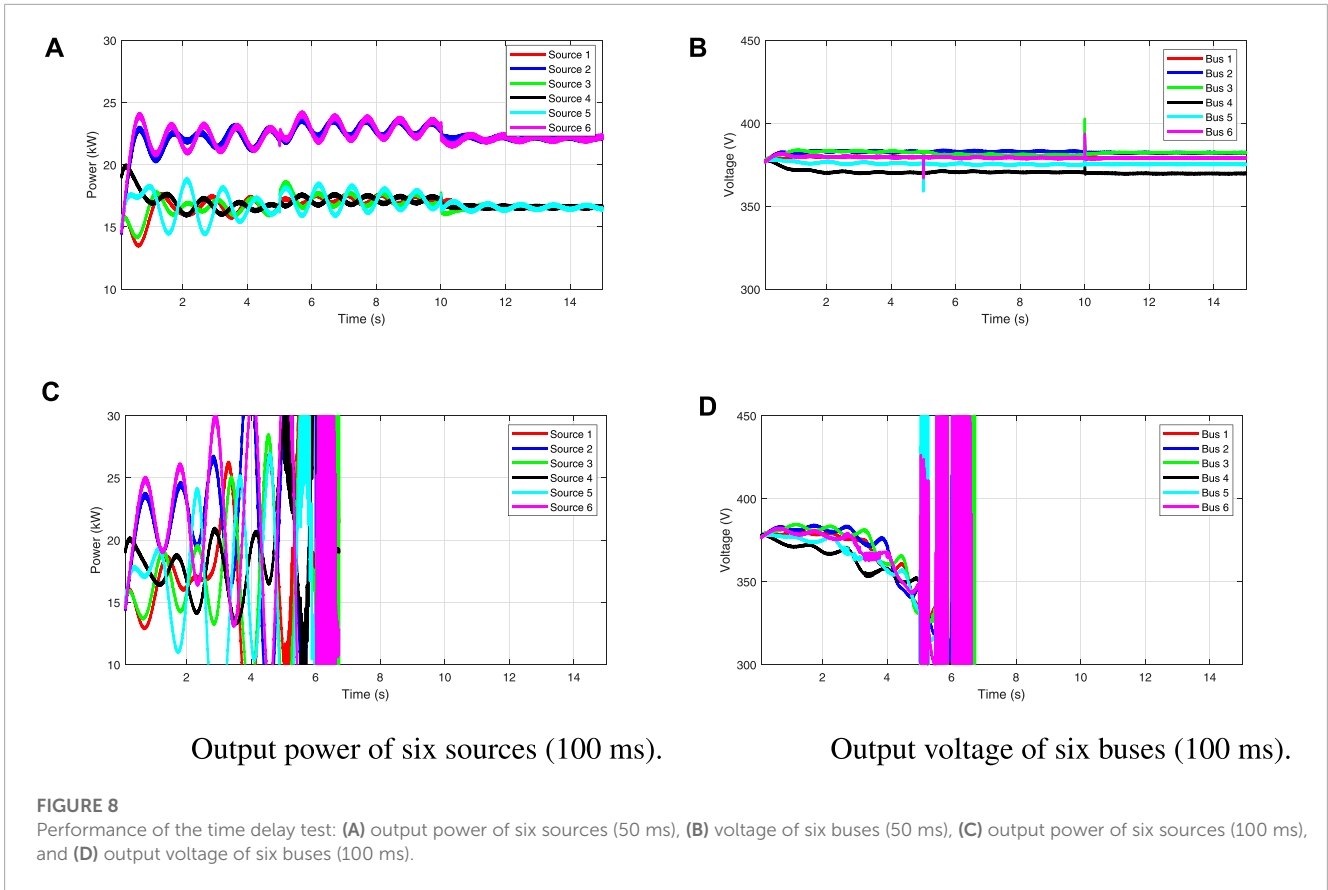 A
30
25
20
15
10
Power (kW)
2 4 6 8 10 12 14
Time (s)
Source 1
Source 2
Source 3
Source 4
Source 5
Source 6
B
450
400
350
300
Voltage (V)
2 4 6 8 10 12 14
Time (s)
Bus 1
Bus 2
Bus 3
Bus 4
Bus 5
Bus 6
C
30
25
20
15
10
Power (kW)
2 4 6 8 10 12 14
Time (s)
Source 1
Source 2
Source 3
Source 4
Source 5
Source 6
D
450
400
350
300
Voltage (V)
2 4 6 8 10 12 14
Time (s)
Bus 1
Bus 2
Bus 3
Bus 4
Bus 5
Bus 6
Output power of six sources (100 ms).
Output voltage of six buses (100 ms).
FIGURE 8
Performance of the time delay test: (A) output power of six sources (50 ms), (B) voltage of six buses (50 ms), (C) output power of six sources (100 ms),
and (D) output voltage of six buses (100 ms).